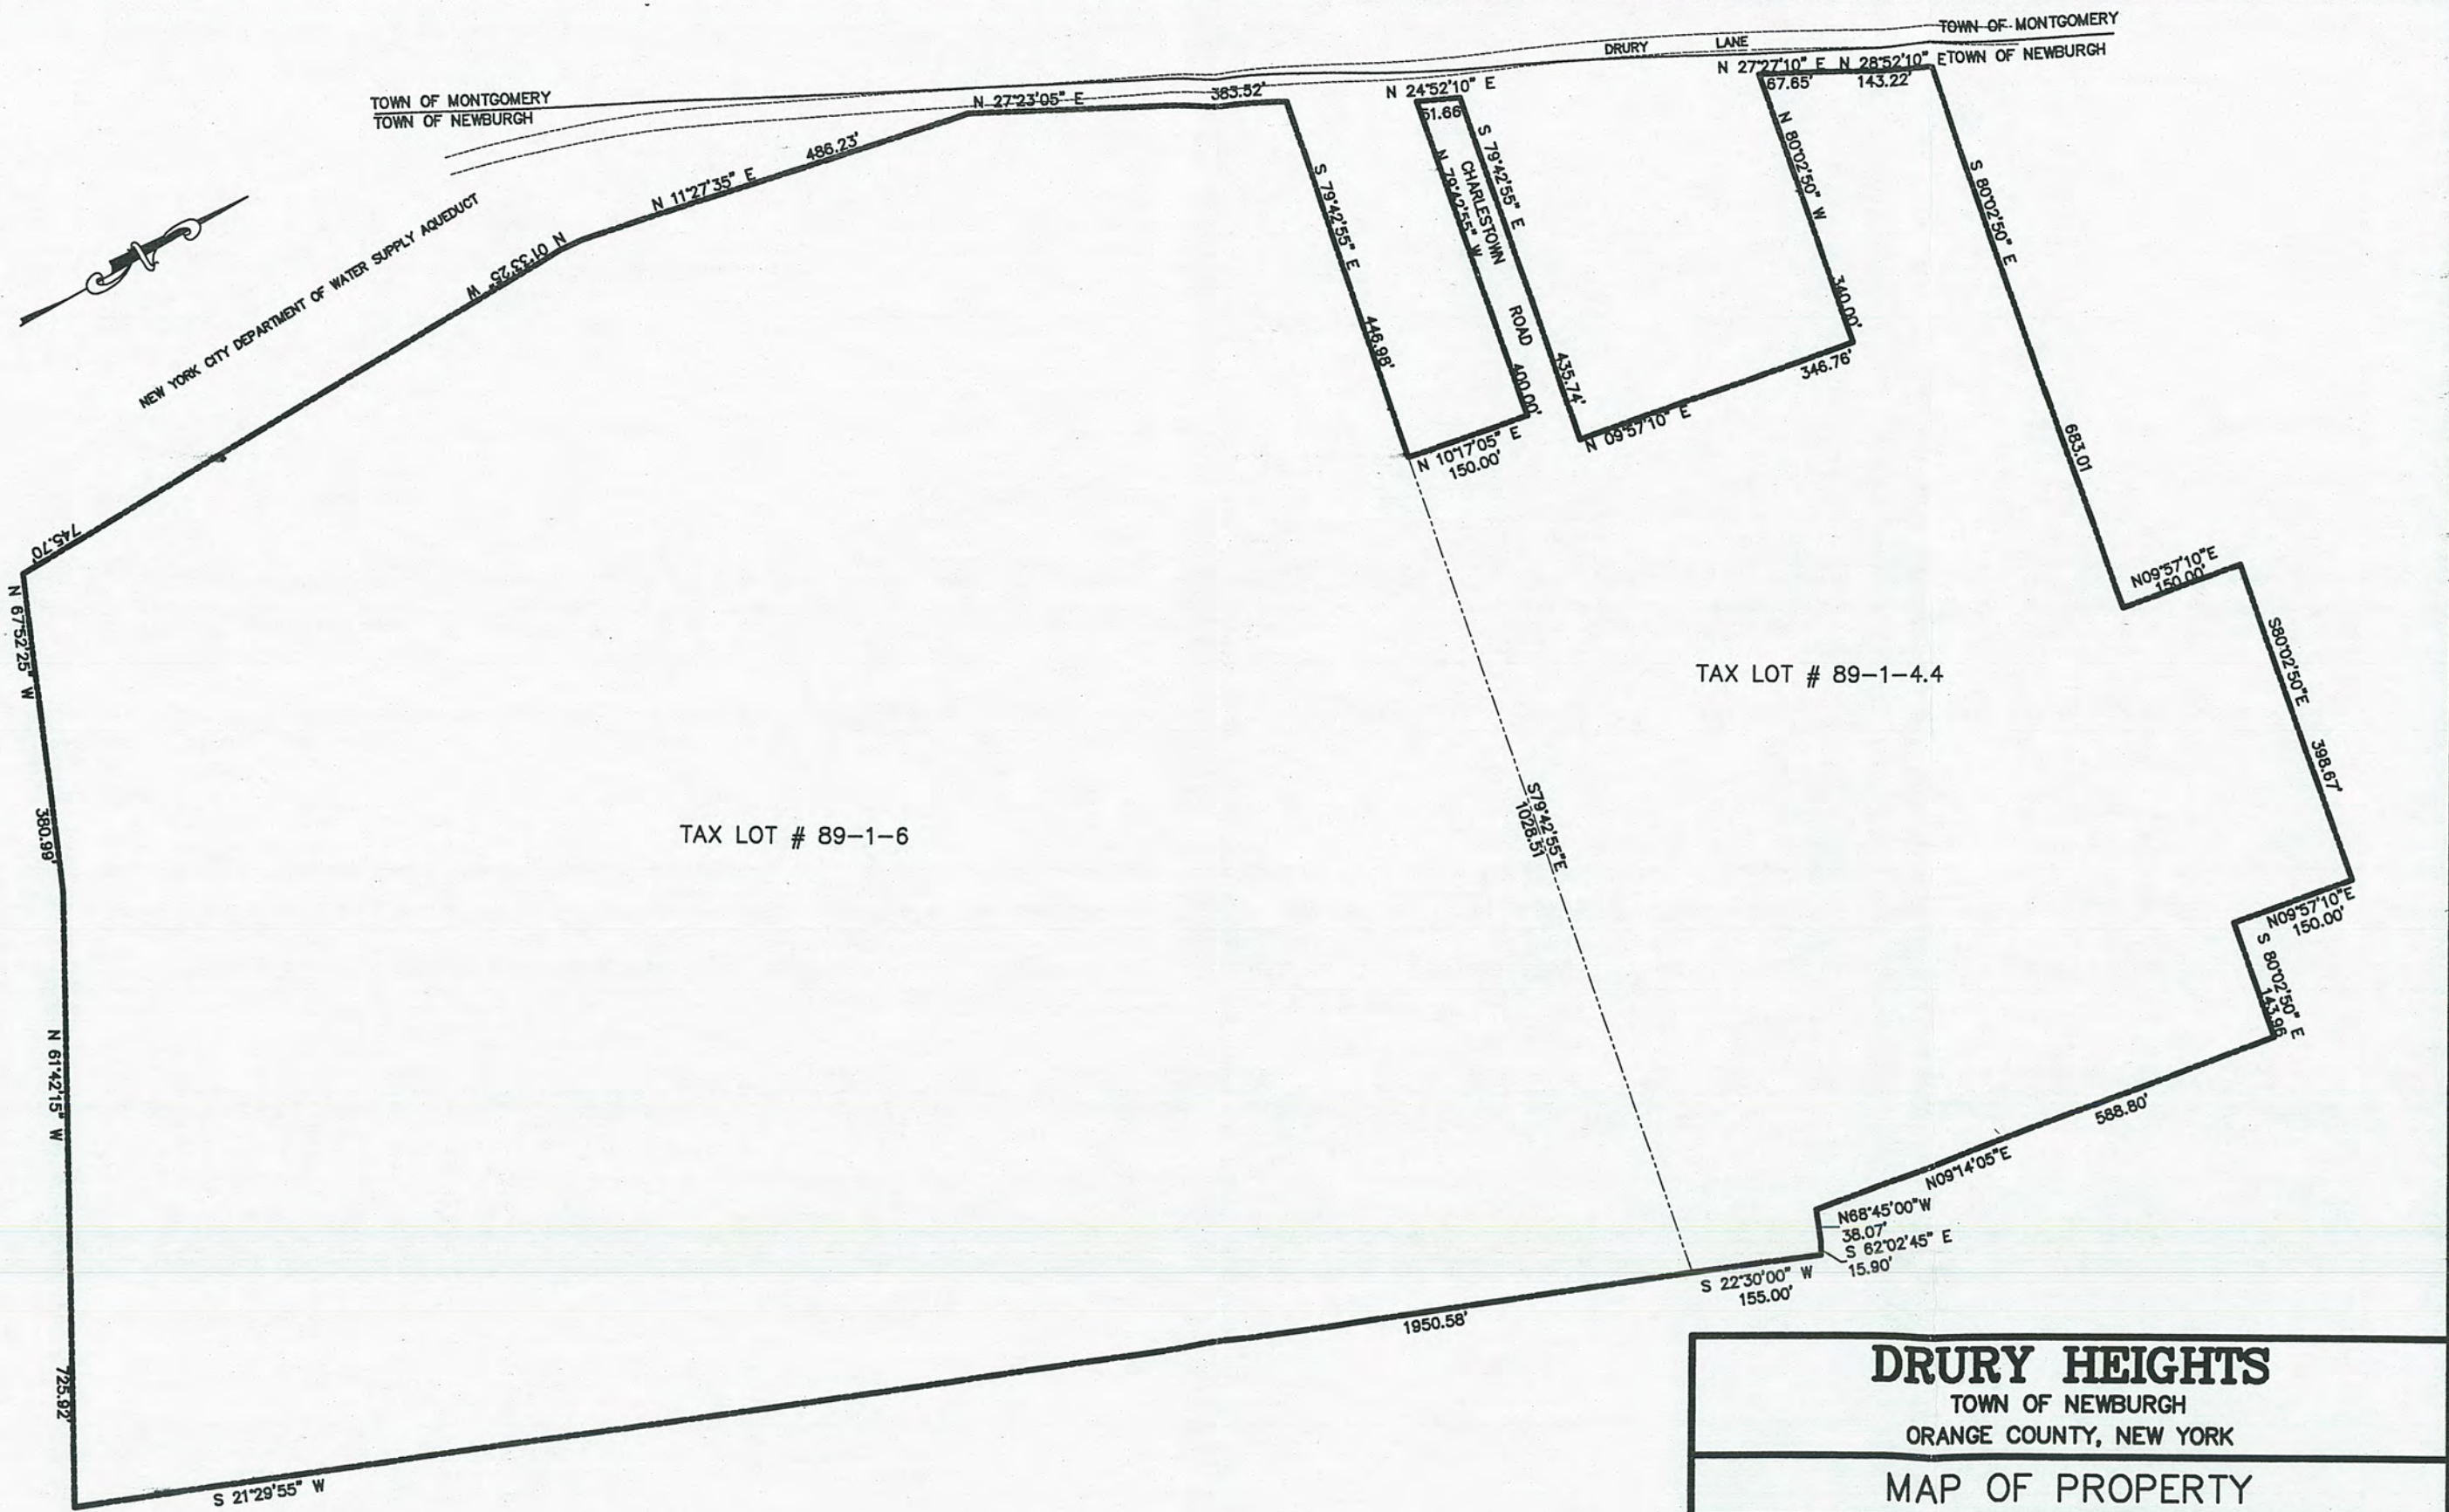 TOWN OF MONTGOMERY
TOWN OF NEWBURGH
DRURY LANE
TOWN OF MONTGOMERY
TOWN OF NEWBURGH
NEW YORK CITY DEPARTMENT OF WATER SUPPLY AQUEDUCT
N 01°33'25" W
745.70'
N 11°27'35" E
486.23'
N 27°23'05" E
383.52'
S 79°42'55" E
446.98'
N 10°17'05" E
150.00'
N 79°42'55" W
400.00'
N 24°52'10" E
51.66'
CHARLESTOWN ROAD
S 79°42'55" E
435.74'
N 09°57'10" E
346.76'
N 80°02'50" W
340.00'
N 27°27'10" E
67.65'
N 28°52'10" E
143.22'
S 80°02'50" E
683.01
N09°57'10"E
150.00'
S80°02'50"E
398.67'
N09°57'10"E
150.00'
S 80°02'50" E
143.96
588.80'
N09°14'05"E
N68°45'00"W
38.07'
S 62°02'45" E
15.90'
S 22°30'00" W
155.00'
S79°42'55"E
1028.51
TAX LOT # 89-1-4.4
TAX LOT # 89-1-6
N 67°52'25" W
380.99'
N 61°42'15" W
725.92'
S 21°29'55" W
1950.58'
DRURY HEIGHTS
TOWN OF NEWBURGH
ORANGE COUNTY, NEW YORK
MAP OF PROPERTY